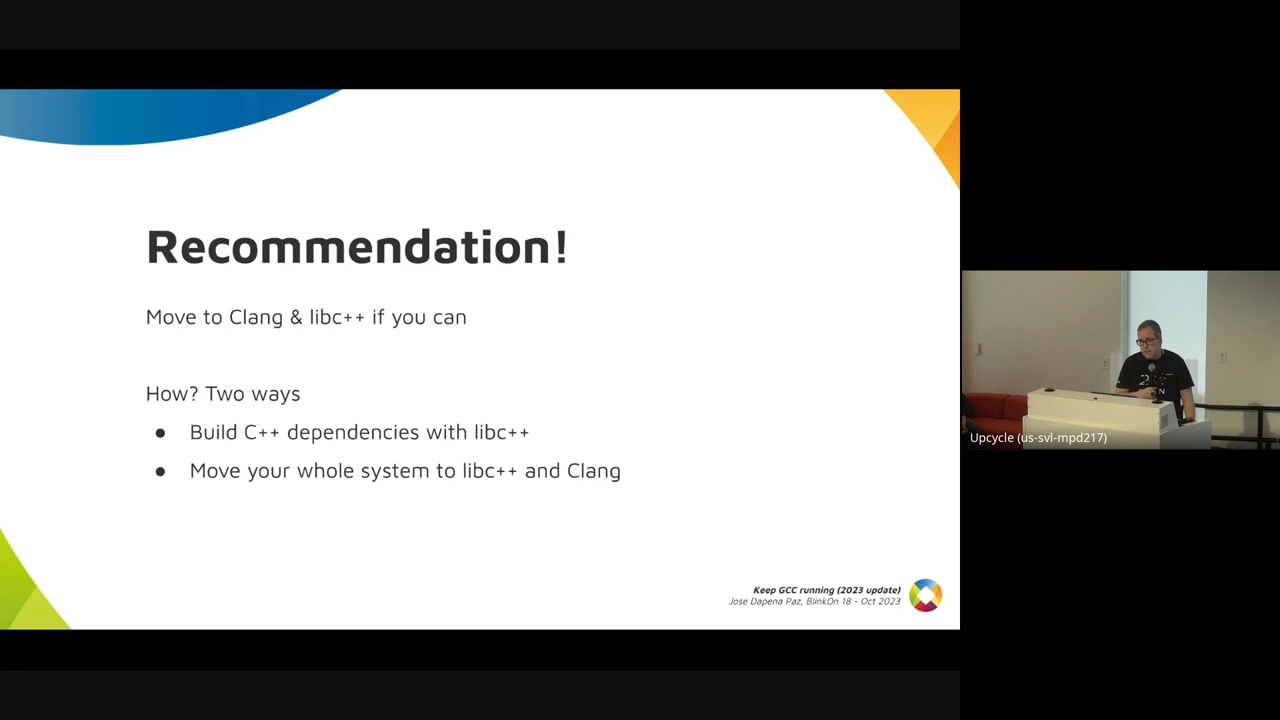 Recommendation!
Move to Clang & libc++ if you can
How? Two ways
● Build C++ dependencies with libc++
● Move your whole system to libc++ and Clang
Keep GCC running (2023 update)
Jose Dapena Paz, BlinkOn 18 - Oct 2023
Upcycle (us-svl-mpd217)